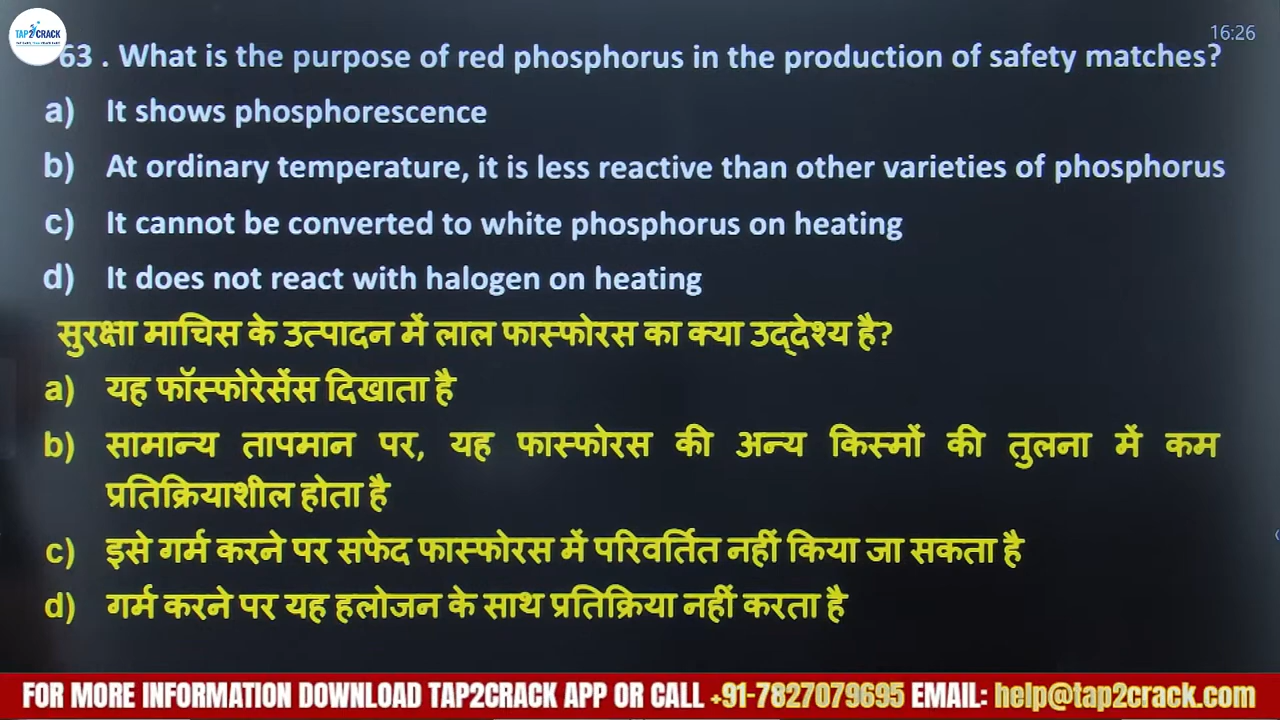 TAP2CRACK
16:26
63 . What is the purpose of red phosphorus in the production of safety matches?
a) It shows phosphorescence
b) At ordinary temperature, it is less reactive than other varieties of phosphorus
c) It cannot be converted to white phosphorus on heating
d) It does not react with halogen on heating
सुरक्षा माचिस के उत्पादन में लाल फास्फोरस का क्या उद्देश्य है?
a) यह फॉस्फोरेसेंस दिखाता है
b) सामान्य तापमान पर, यह फास्फोरस की अन्य किस्मों की तुलना में कम
प्रतिक्रियाशील होता है
c) इसे गर्म करने पर सफेद फास्फोरस में परिवर्तित नहीं किया जा सकता है
d) गर्म करने पर यह हलोजन के साथ प्रतिक्रिया नहीं करता है
FOR MORE INFORMATION DOWNLOAD TAP2CRACK APP OR CALL +91-7827079695 EMAIL: help@tap2crack.com